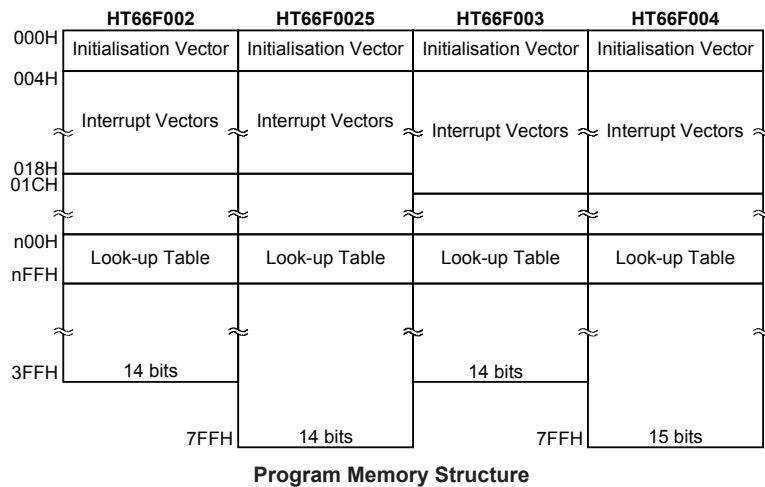 HT66F002 HT66F0025 HT66F003 HT66F004
000H Initialisation Vector Initialisation Vector Initialisation Vector Initialisation Vector
004H
Interrupt Vectors Interrupt Vectors Interrupt Vectors Interrupt Vectors
018H
01CH
n00H
Look-up Table Look-up Table Look-up Table Look-up Table
nFFH
3FFH 14 bits 14 bits
7FFH 14 bits 7FFH 15 bits
Program Memory Structure